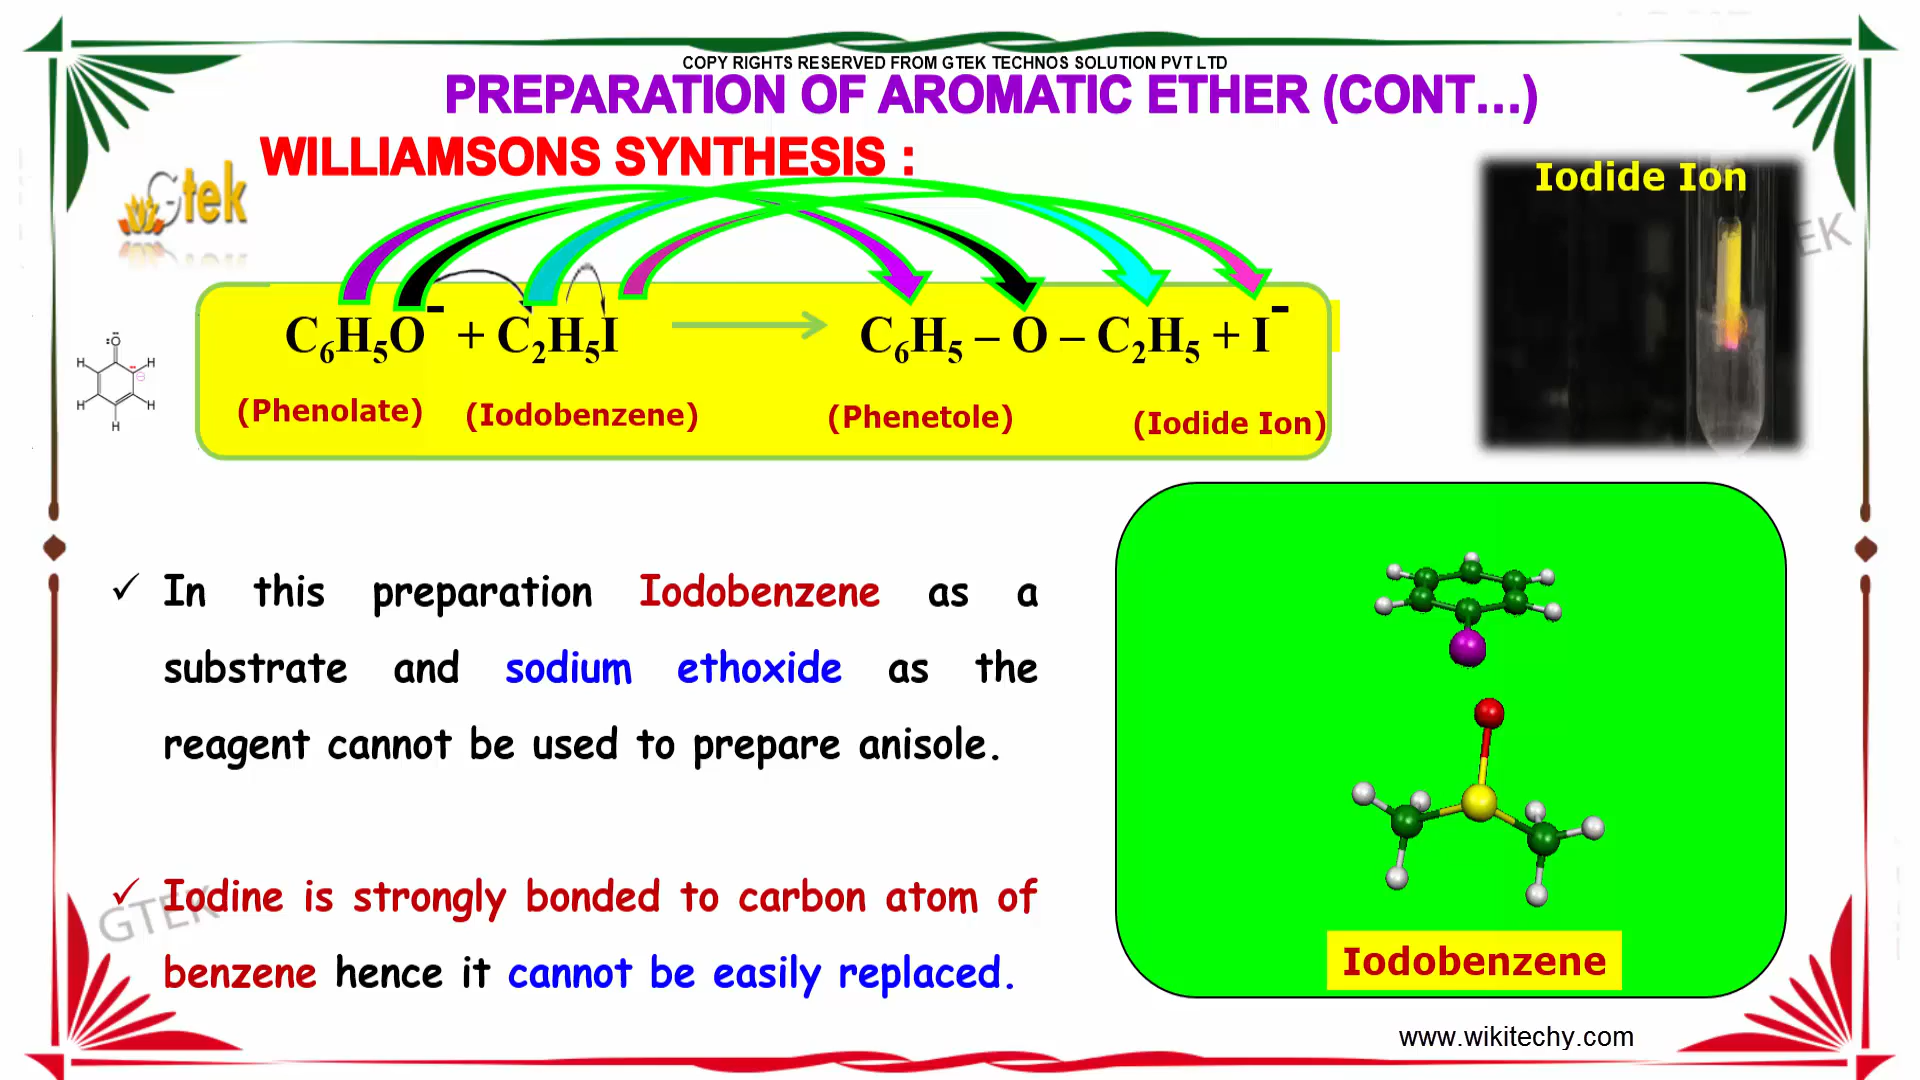 COPY RIGHTS RESERVED FROM GTEK TECHNOS SOLUTION PVT LTD
PREPARATION OF AROMATIC ETHER (CONT...)
WILLIAMSONS SYNTHESIS :
Gtek
Iodide Ion
TEK
C₆H₅O⁻ + C₂H₅I → C₆H₅ – O – C₂H₅ + I⁻
(Phenolate) (Iodobenzene) (Phenetole) (Iodide Ion)
O
H H
H H
H
✓ In this preparation Iodobenzene as a
substrate and sodium ethoxide as the
reagent cannot be used to prepare anisole.
✓ Iodine is strongly bonded to carbon atom of
benzene hence it cannot be easily replaced.
GTEK
Iodobenzene
www.wikitechy.com